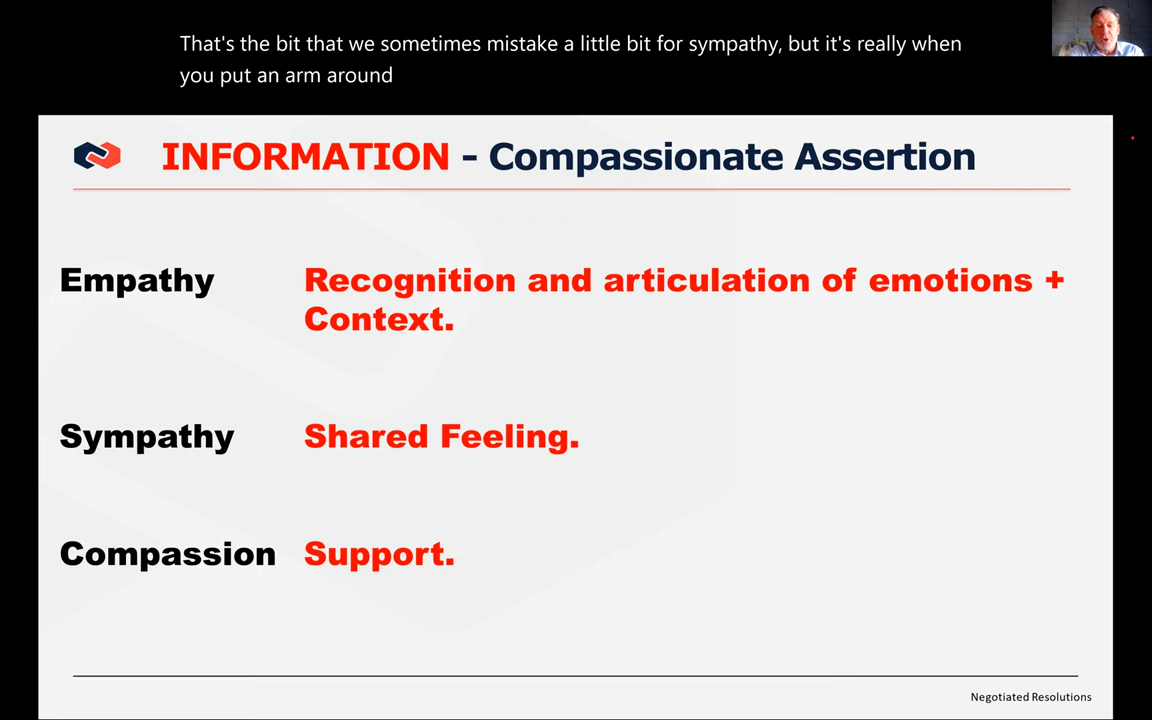 That's the bit that we sometimes mistake a little bit for sympathy, but it's really when
you put an arm around
INFORMATION - Compassionate Assertion
Empathy Recognition and articulation of emotions +
Context.
Sympathy Shared Feeling.
Compassion Support.
Negotiated Resolutions